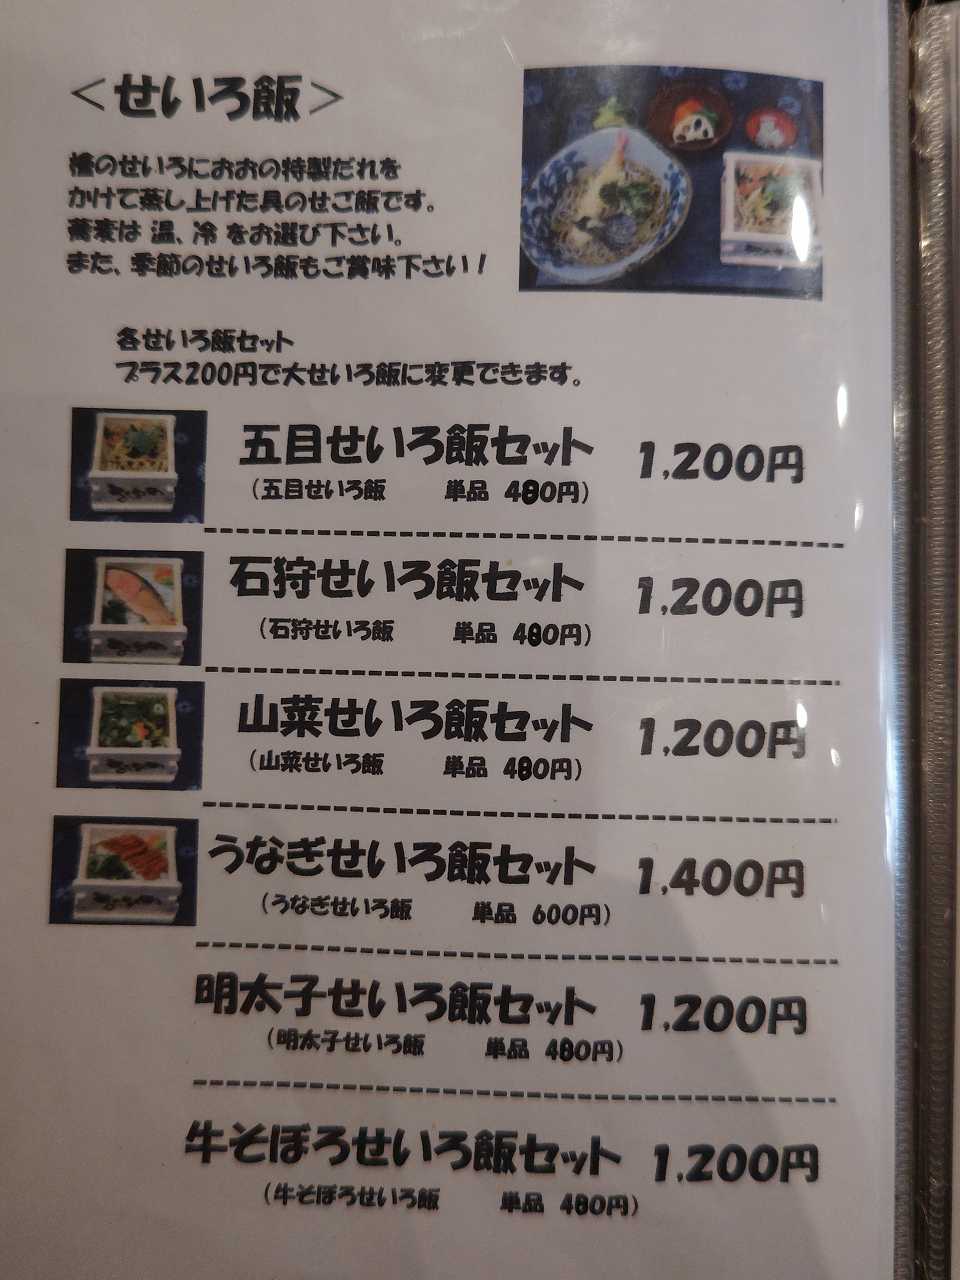 <せいろ飯>
檜のせいろにおおの特製だれを
かけて蒸し上げた具のせご飯です。
蕎麦は 温、冷 をお選び下さい。
また、季節のせいろ飯もご賞味下さい！
各せいろ飯セット
プラス200円で大せいろ飯に変更できます。
五目せいろ飯セット 1,200円
(五目せいろ飯 単品 480円)
石狩せいろ飯セット 1,200円
(石狩せいろ飯 単品 480円)
山菜せいろ飯セット 1,200円
(山菜せいろ飯 単品 480円)
うなぎせいろ飯セット 1,400円
(うなぎせいろ飯 単品 600円)
明太子せいろ飯セット 1,200円
(明太子せいろ飯 単品 480円)
牛そぼろせいろ飯セット 1,200円
(牛そぼろせいろ飯 単品 480円)